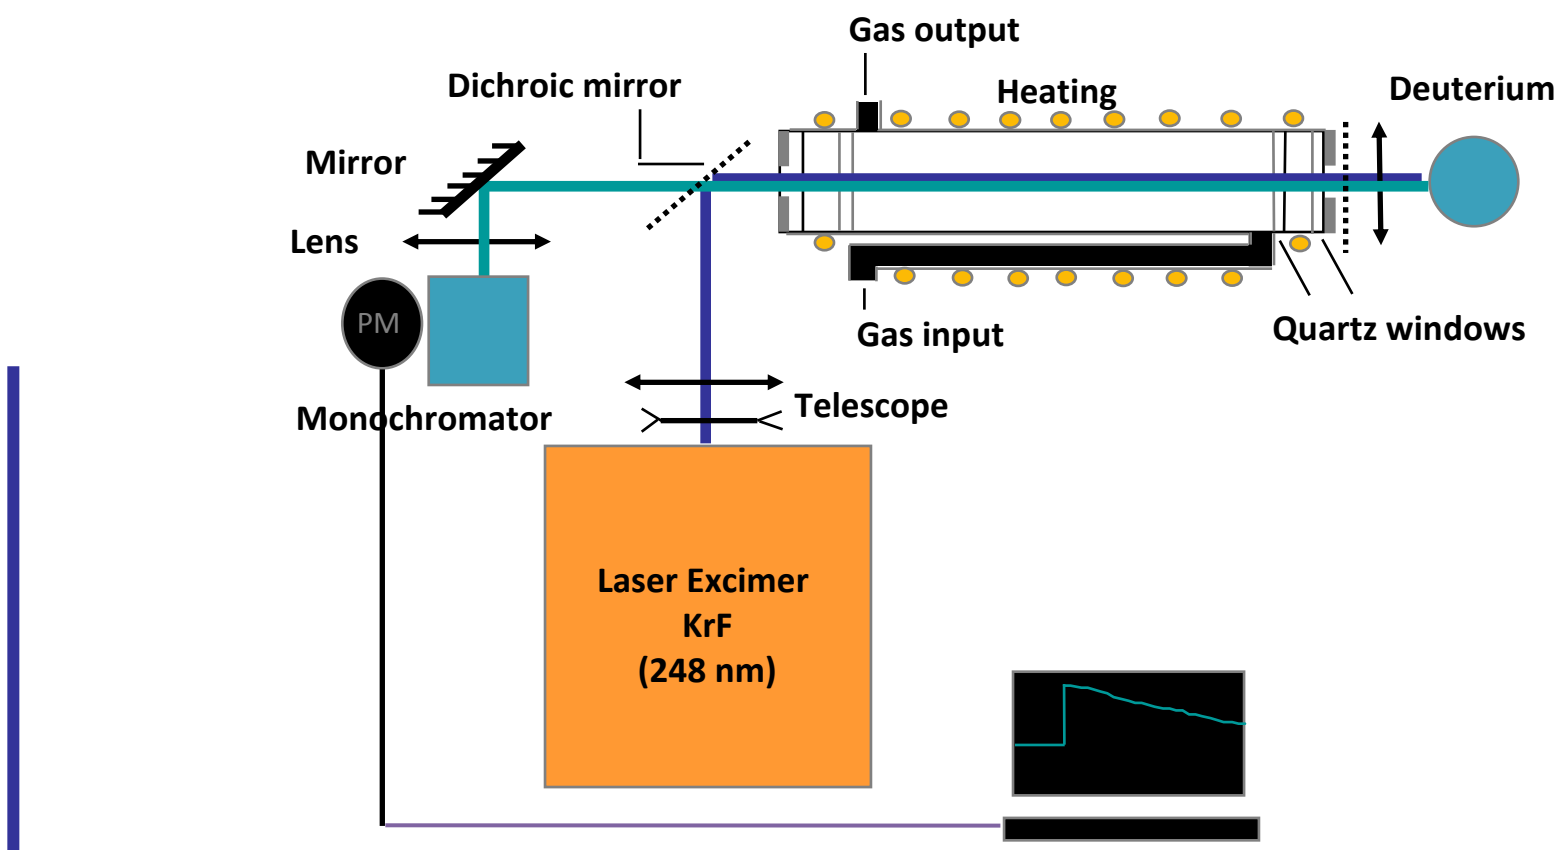 Gas output
Dichroic mirror
Heating
Deuterium
Mirror
Lens
PM
Gas input
Quartz windows
Monochromator
Telescope
Laser Excimer
KrF
(248 nm)